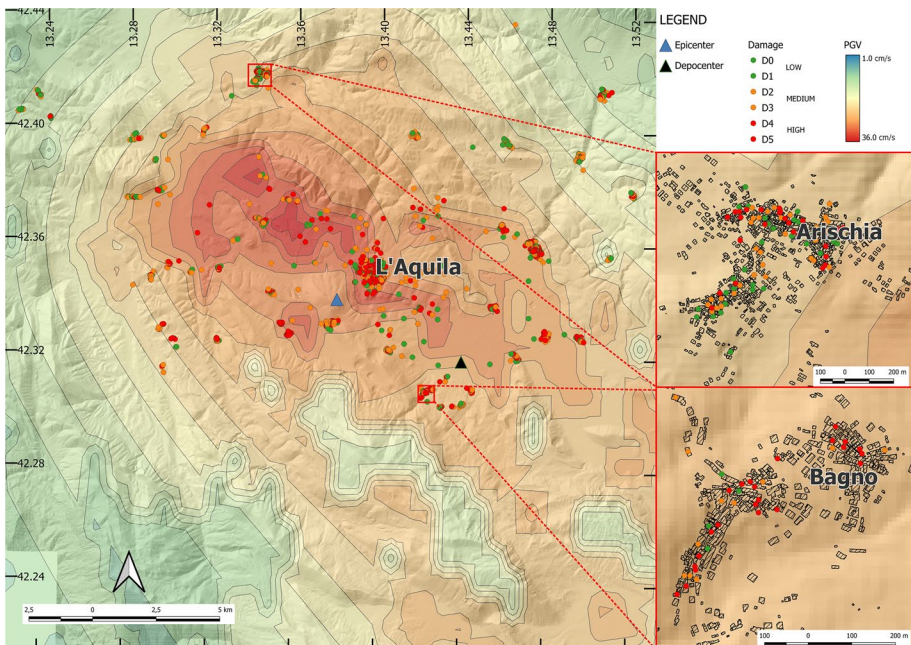 42.44
13.24
13.28
13.32
13.36
13.40
13.44
13.48
13.52
LEGEND
Epicenter
Depocenter
Damage
D0
D1
LOW
D2
D3
MEDIUM
D4
D5
HIGH
PGV
1.0 cm/s
36.0 cm/s
42.40
42.36
42.32
42.28
42.24
L'Aquila
2,5 0 2,5 5 km
Arischia
100 0 100 200 m
Bagno
100 0 100 200 m